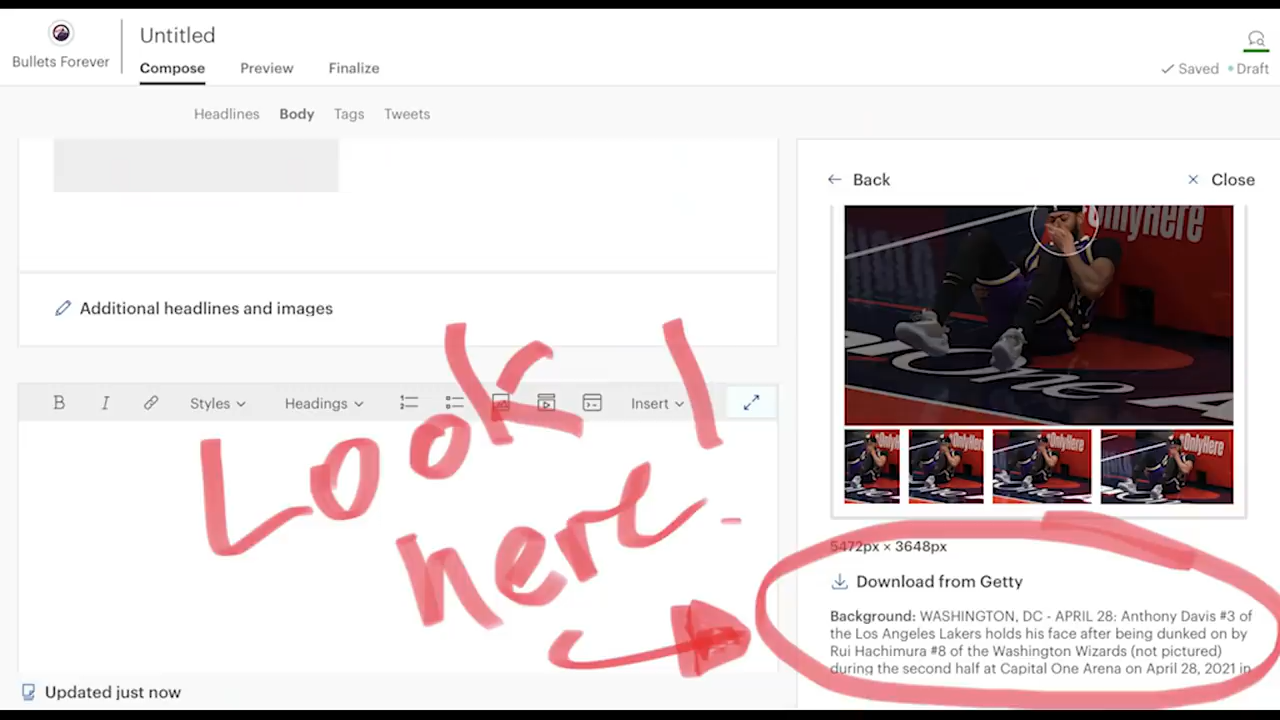 Untitled
Bullets Forever
Compose Preview Finalize
Saved Draft
Headlines Body Tags Tweets
Back Close
OnlyHere
Additional headlines and images
One
B I Styles Headings Insert
#OnlyHere
Look !
here -
5472px × 3648px
Download from Getty
Background: WASHINGTON, DC - APRIL 28: Anthony Davis #3 of
the Los Angeles Lakers holds his face after being dunked on by
Rui Hachimura #8 of the Washington Wizards (not pictured)
during the second half at Capital One Arena on April 28, 2021 in
Updated just now